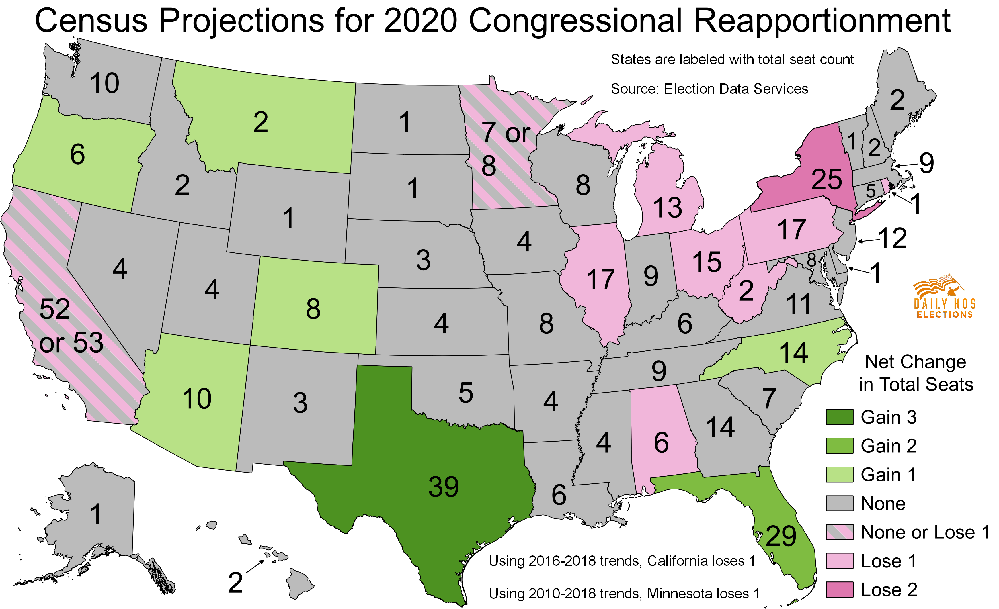 Census Projections for 2020 Congressional Reapportionment
States are labeled with total seat count
Source: Election Data Services
10
2
1
7 or
8
2
6
2
1
8
13
25
1
2
9
5
1
1
4
17
12
3
4
4
17
9
15
2
8
1
11
52
or 53
8
4
8
6
14
9
10
3
5
4
7
14
4
6
39
6
29
1
2
DAILY KOS
ELECTIONS
Net Change
in Total Seats
Gain 3
Gain 2
Gain 1
None
None or Lose 1
Lose 1
Lose 2
Using 2016-2018 trends, California loses 1
Using 2010-2018 trends, Minnesota loses 1